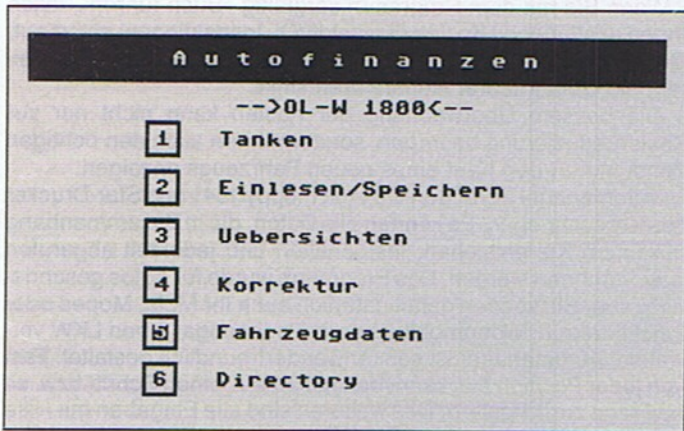 Autofinanzen
-->OL-W 1800<--
1 Tanken
2 Einlesen/Speichern
3 Uebersichten
4 Korrektur
5 Fahrzeugdaten
6 Directory